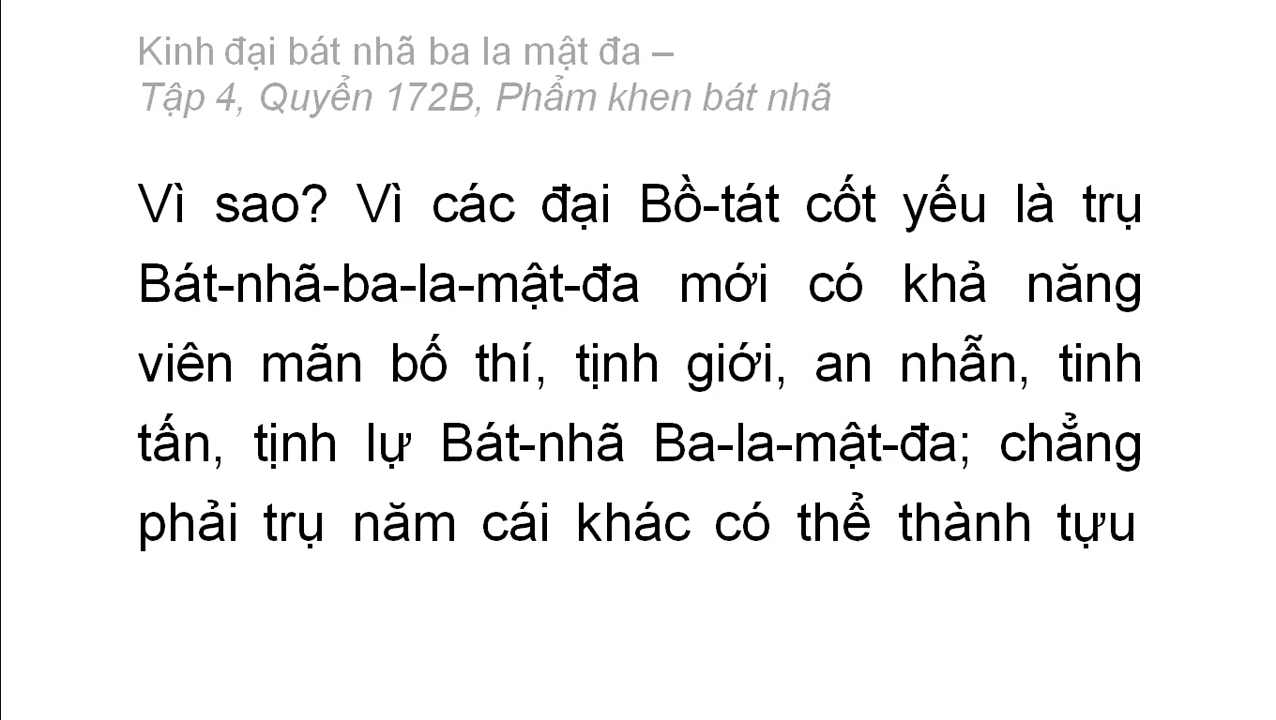 Kinh đại bát nhã ba la mật đa –
Tập 4, Quyển 172B, Phẩm khen bát nhã
Vì sao? Vì các đại Bồ-tát cốt yếu là trụ
Bát-nhã-ba-la-mật-đa mới có khả năng
viên mãn bố thí, tịnh giới, an nhẫn, tinh
tấn, tịnh lự Bát-nhã Ba-la-mật-đa; chẳng
phải trụ năm cái khác có thể thành tựu